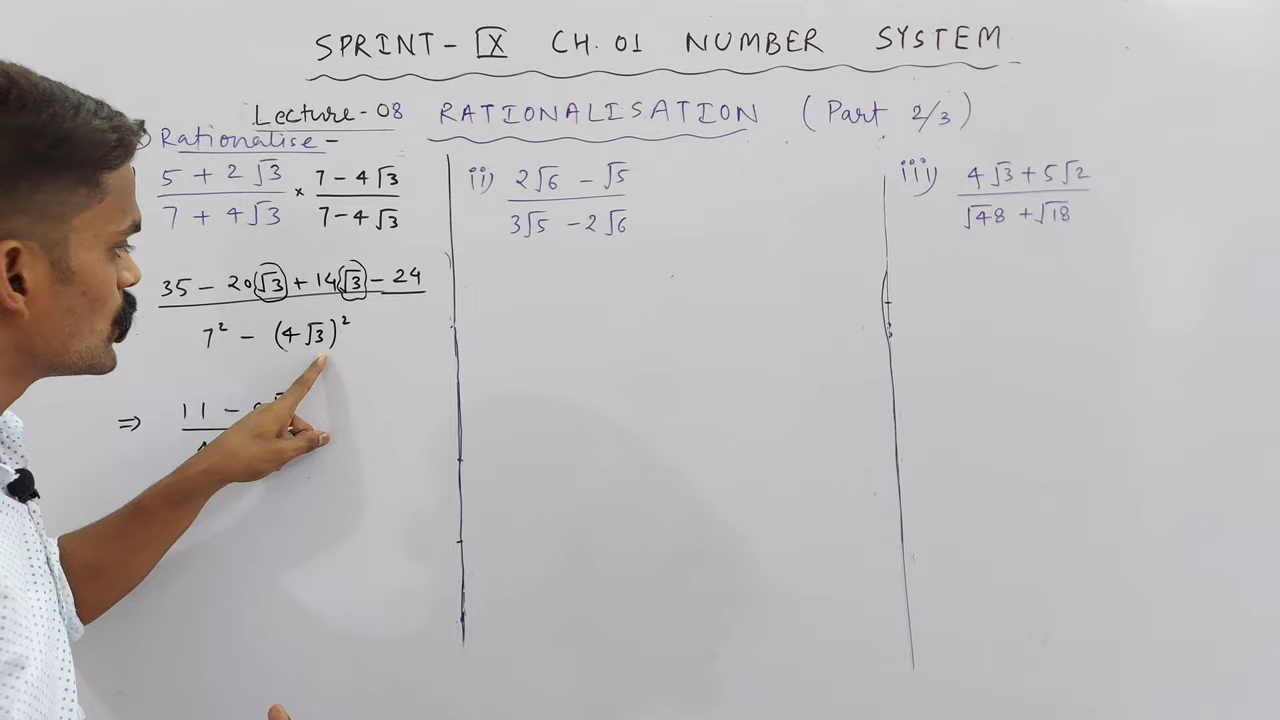 SPRINT-IX CH.01 NUMBER SYSTEM
Lecture-08 RATIONALISATION (Part 2/3)
Rationalise -
5 + 2√3 / 7 + 4√3 × 7 - 4√3 / 7 - 4√3
35 - 20√3 + 14√3 - 24 / 7² - (4√3)²
⇒ 11 -
ii) 2√6 - √5 / 3√5 - 2√6
iii) 4√3 + 5√2 / √48 + √18